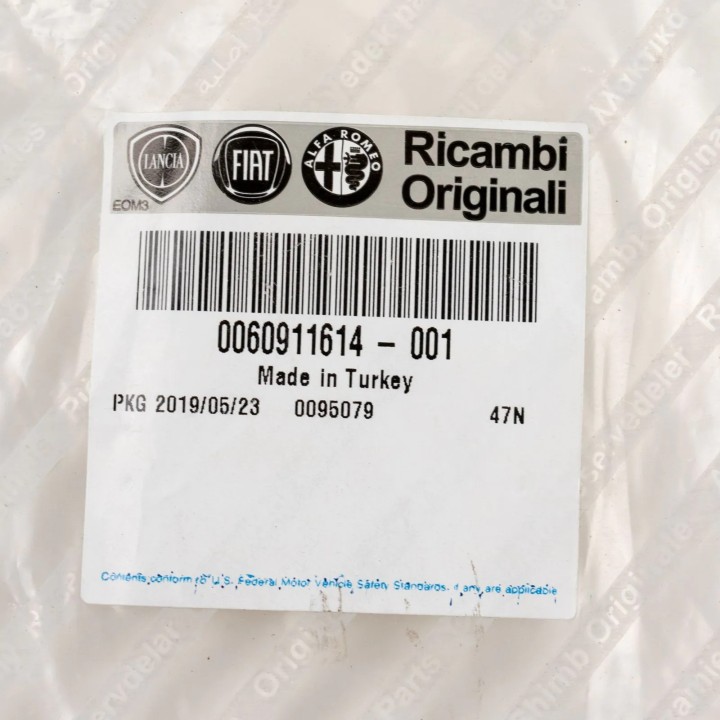 LANCIA
FIAT
ALFA ROMEO
Ricambi
Originali
EOM3
0060911614 - 001
Made in Turkey
PKG 2019/05/23 0095079 47N
Contents conform to U.S. Federal Motor Vehicle Safety Standards. if any are applicable